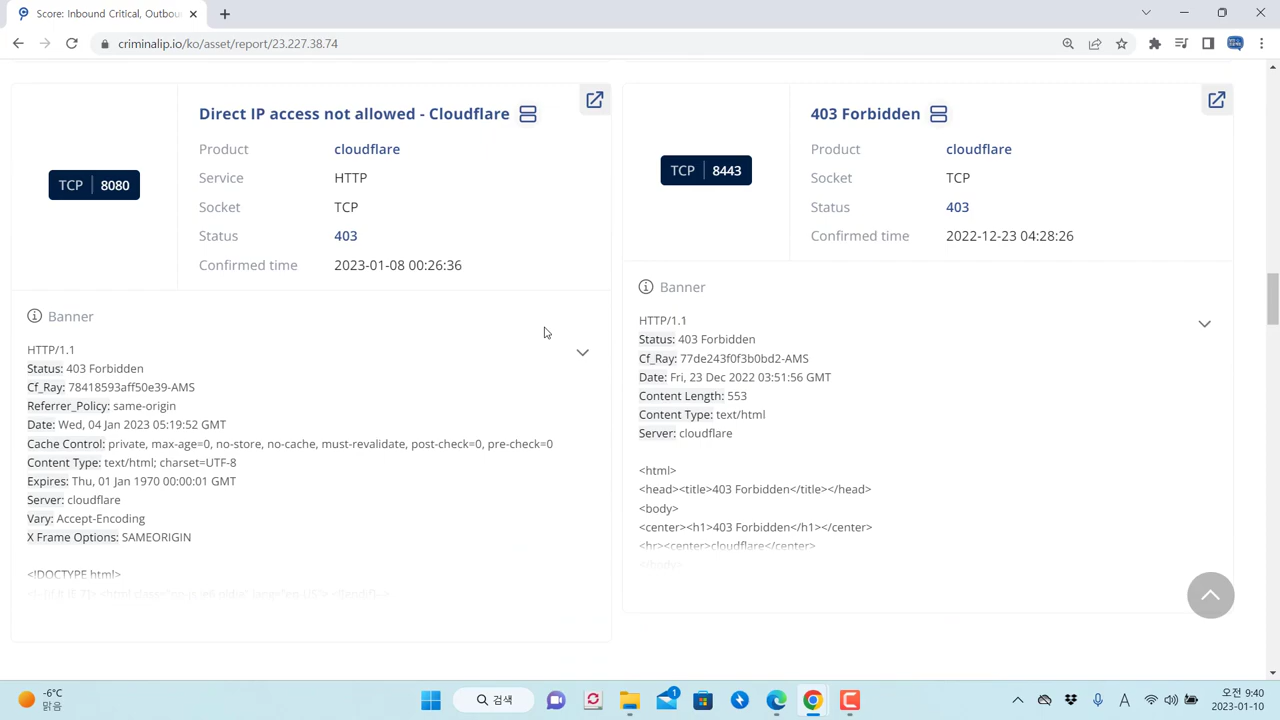 Score: Inbound Critical, Outbou
criminalip.io/ko/asset/report/23.227.38.74
Direct IP access not allowed - Cloudflare
TCP 8080
Product cloudflare
Service HTTP
Socket TCP
Status 403
Confirmed time 2023-01-08 00:26:36
Banner
HTTP/1.1
Status: 403 Forbidden
Cf_Ray: 78418593aff50e39-AMS
Referrer_Policy: same-origin
Date: Wed, 04 Jan 2023 05:19:52 GMT
Cache Control: private, max-age=0, no-store, no-cache, must-revalidate, post-check=0, pre-check=0
Content Type: text/html; charset=UTF-8
Expires: Thu, 01 Jan 1970 00:00:01 GMT
Server: cloudflare
Vary: Accept-Encoding
X Frame Options: SAMEORIGIN
<!DOCTYPE html>
403 Forbidden
TCP 8443
Product cloudflare
Socket TCP
Status 403
Confirmed time 2022-12-23 04:28:26
Banner
HTTP/1.1
Status: 403 Forbidden
Cf_Ray: 77de243f0f3b0bd2-AMS
Date: Fri, 23 Dec 2022 03:51:56 GMT
Content Length: 553
Content Type: text/html
Server: cloudflare
<html>
<head><title>403 Forbidden</title></head>
<body>
<center><h1>403 Forbidden</h1></center>
<hr><center>cloudflare</center>
-6°C
맑음
검색
1
A
오전 9:40
2023-01-10